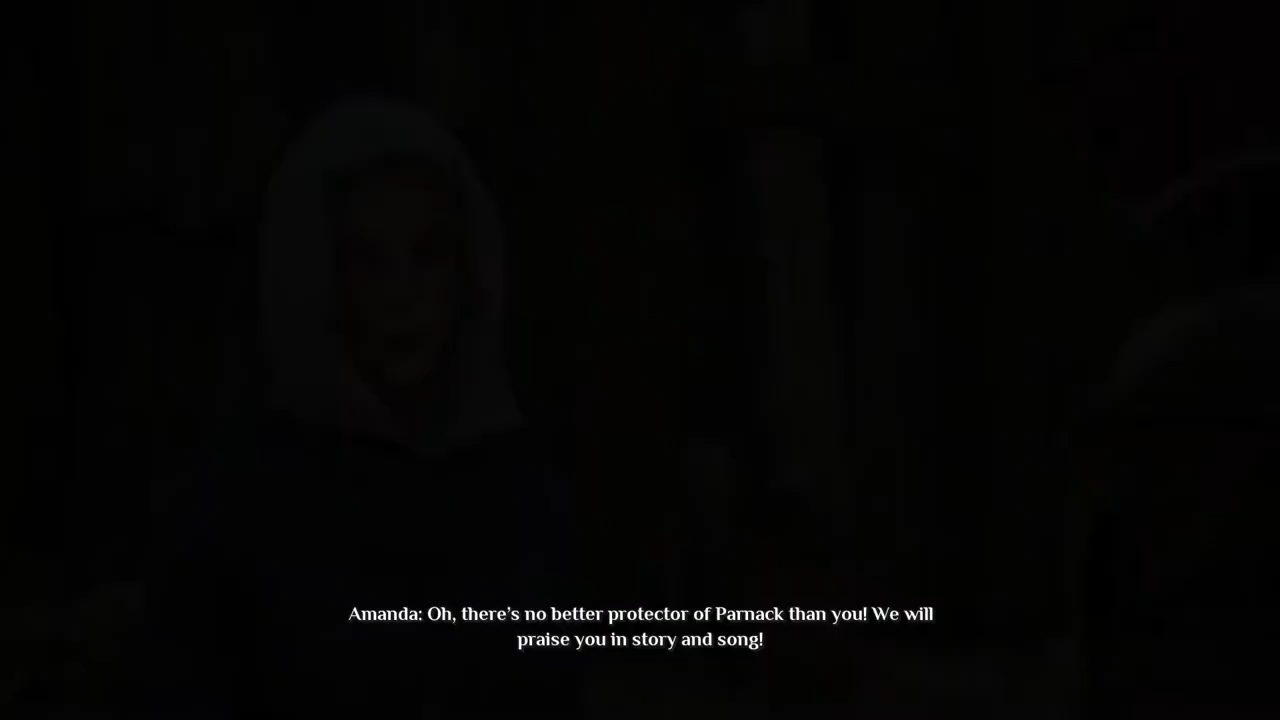 Amanda: Oh, there’s no better protector of Parnack than you! We will
praise you in story and song!